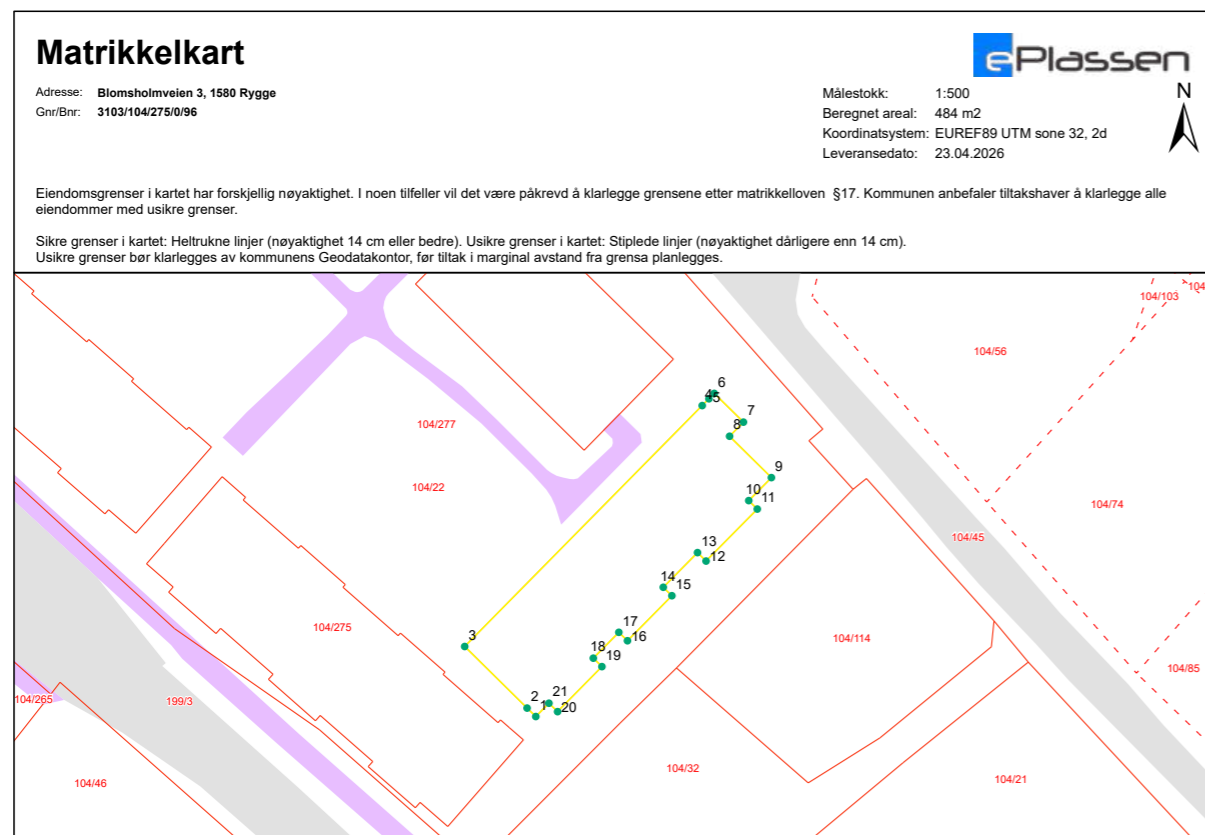 Matrikkelkart
ePlassen
Adresse: Blomsholmveien 3, 1580 Rygge
Gnr/Bnr: 3103/104/275/0/96
Målestokk: 1:500
Beregnet areal: 484 m2
Koordinatsystem: EUREF89 UTM sone 32, 2d
Leveransedato: 23.04.2026
N
Eiendomsgrenser i kartet har forskjellig nøyaktighet. I noen tilfeller vil det være påkrevd å klarlegge grensene etter matrikkelloven §17. Kommunen anbefaler tiltakshaver å klarlegge alle
eiendommer med usikre grenser.
Sikre grenser i kartet: Heltrukne linjer (nøyaktighet 14 cm eller bedre). Usikre grenser i kartet: Stiplede linjer (nøyaktighet dårligere enn 14 cm).
Usikre grenser bør klarlegges av kommunens Geodatakontor, før tiltak i marginal avstand fra grensa planlegges.
104/103
104
104/56
6
4
5
7
104/277
8
9
104/22
10
11
104/74
104/45
13
12
14
15
104/275
17
16
3
104/114
18
19
104/85
104/265
199/3
2
1
21
20
104/32
104/21
104/46